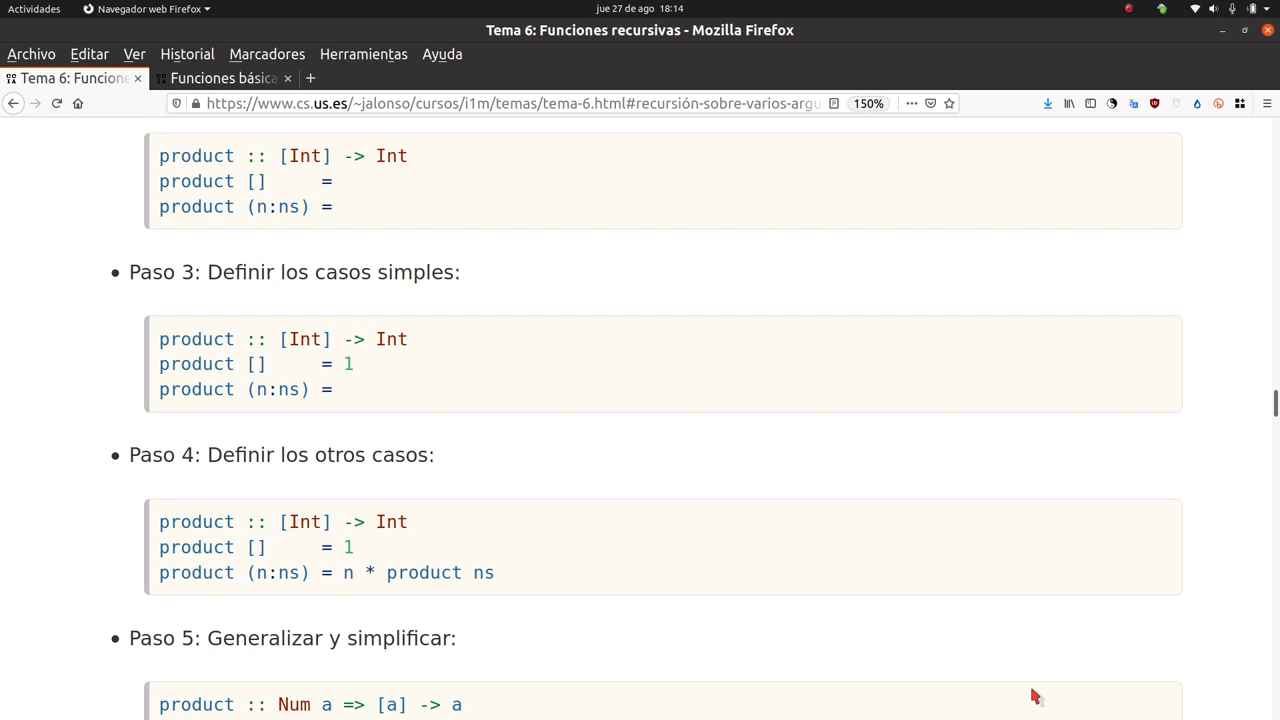 Actividades Navegador web Firefox jue 27 de ago 18:14
Tema 6: Funciones recursivas - Mozilla Firefox
Archivo Editar Ver Historial Marcadores Herramientas Ayuda
Tema 6: Funcione Funciones básica
https://www.cs.us.es/~jalonso/cursos/i1m/temas/tema-6.html#recursión-sobre-varios-argu 150%
product :: [Int] -> Int
product [] =
product (n:ns) =
• Paso 3: Definir los casos simples:
product :: [Int] -> Int
product [] = 1
product (n:ns) =
• Paso 4: Definir los otros casos:
product :: [Int] -> Int
product [] = 1
product (n:ns) = n * product ns
• Paso 5: Generalizar y simplificar:
product :: Num a => [a] -> a